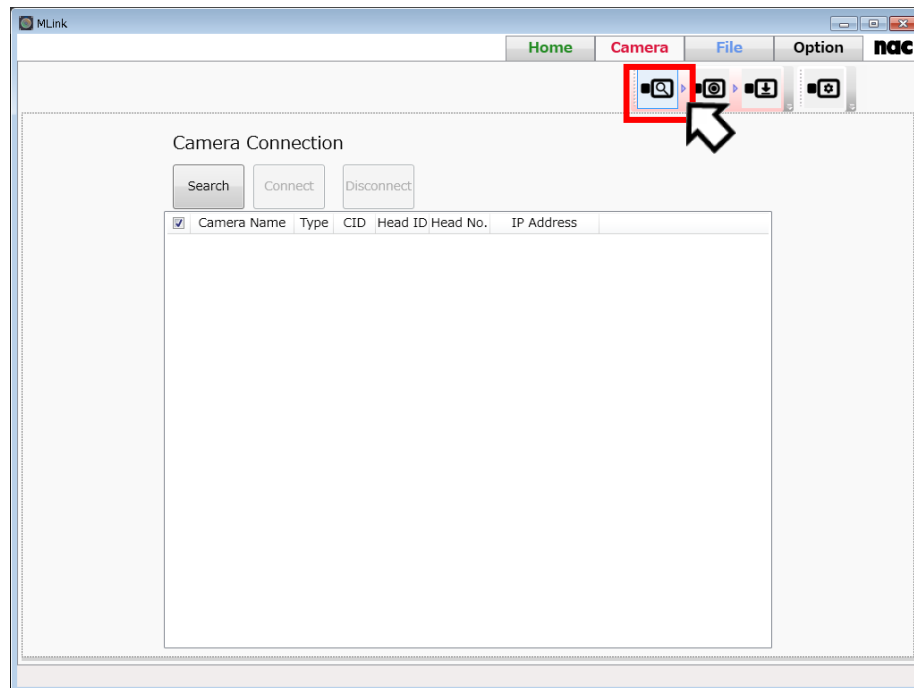 MLink
Home Camera File Option nac
Camera Connection
Search Connect Disconnect
Camera Name Type CID Head ID Head No. IP Address